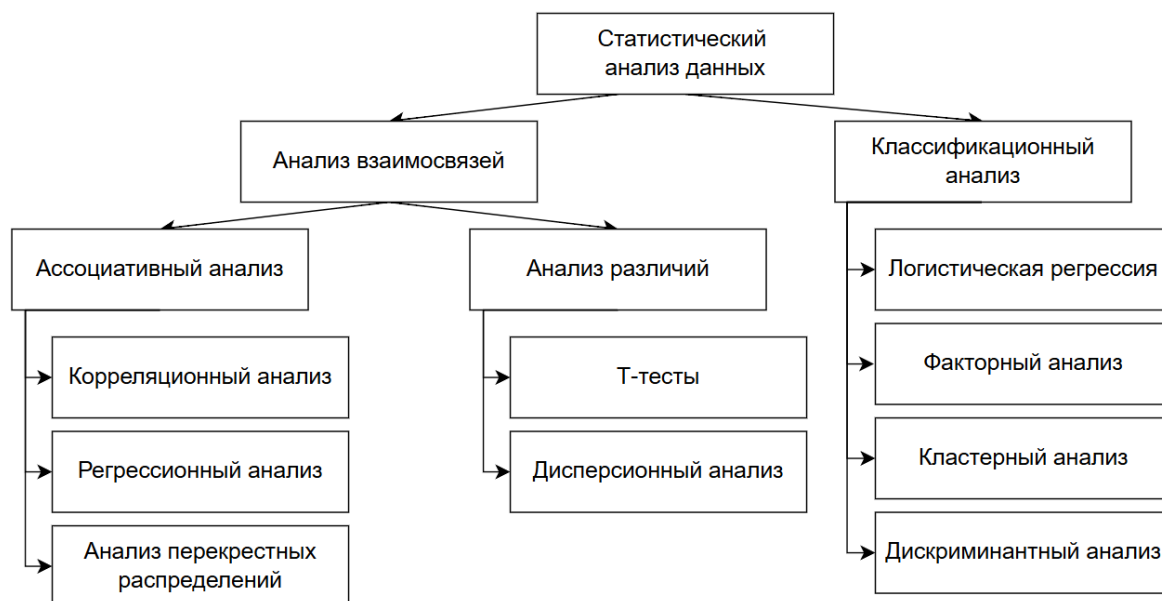 Статистический
анализ данных
Анализ взаимосвязей
Классификационный
анализ
Ассоциативный анализ
Анализ различий
Логистическая регрессия
Корреляционный анализ
Т-тесты
Факторный анализ
Регрессионный анализ
Дисперсионный анализ
Кластерный анализ
Анализ перекрестных
распределений
Дискриминантный анализ